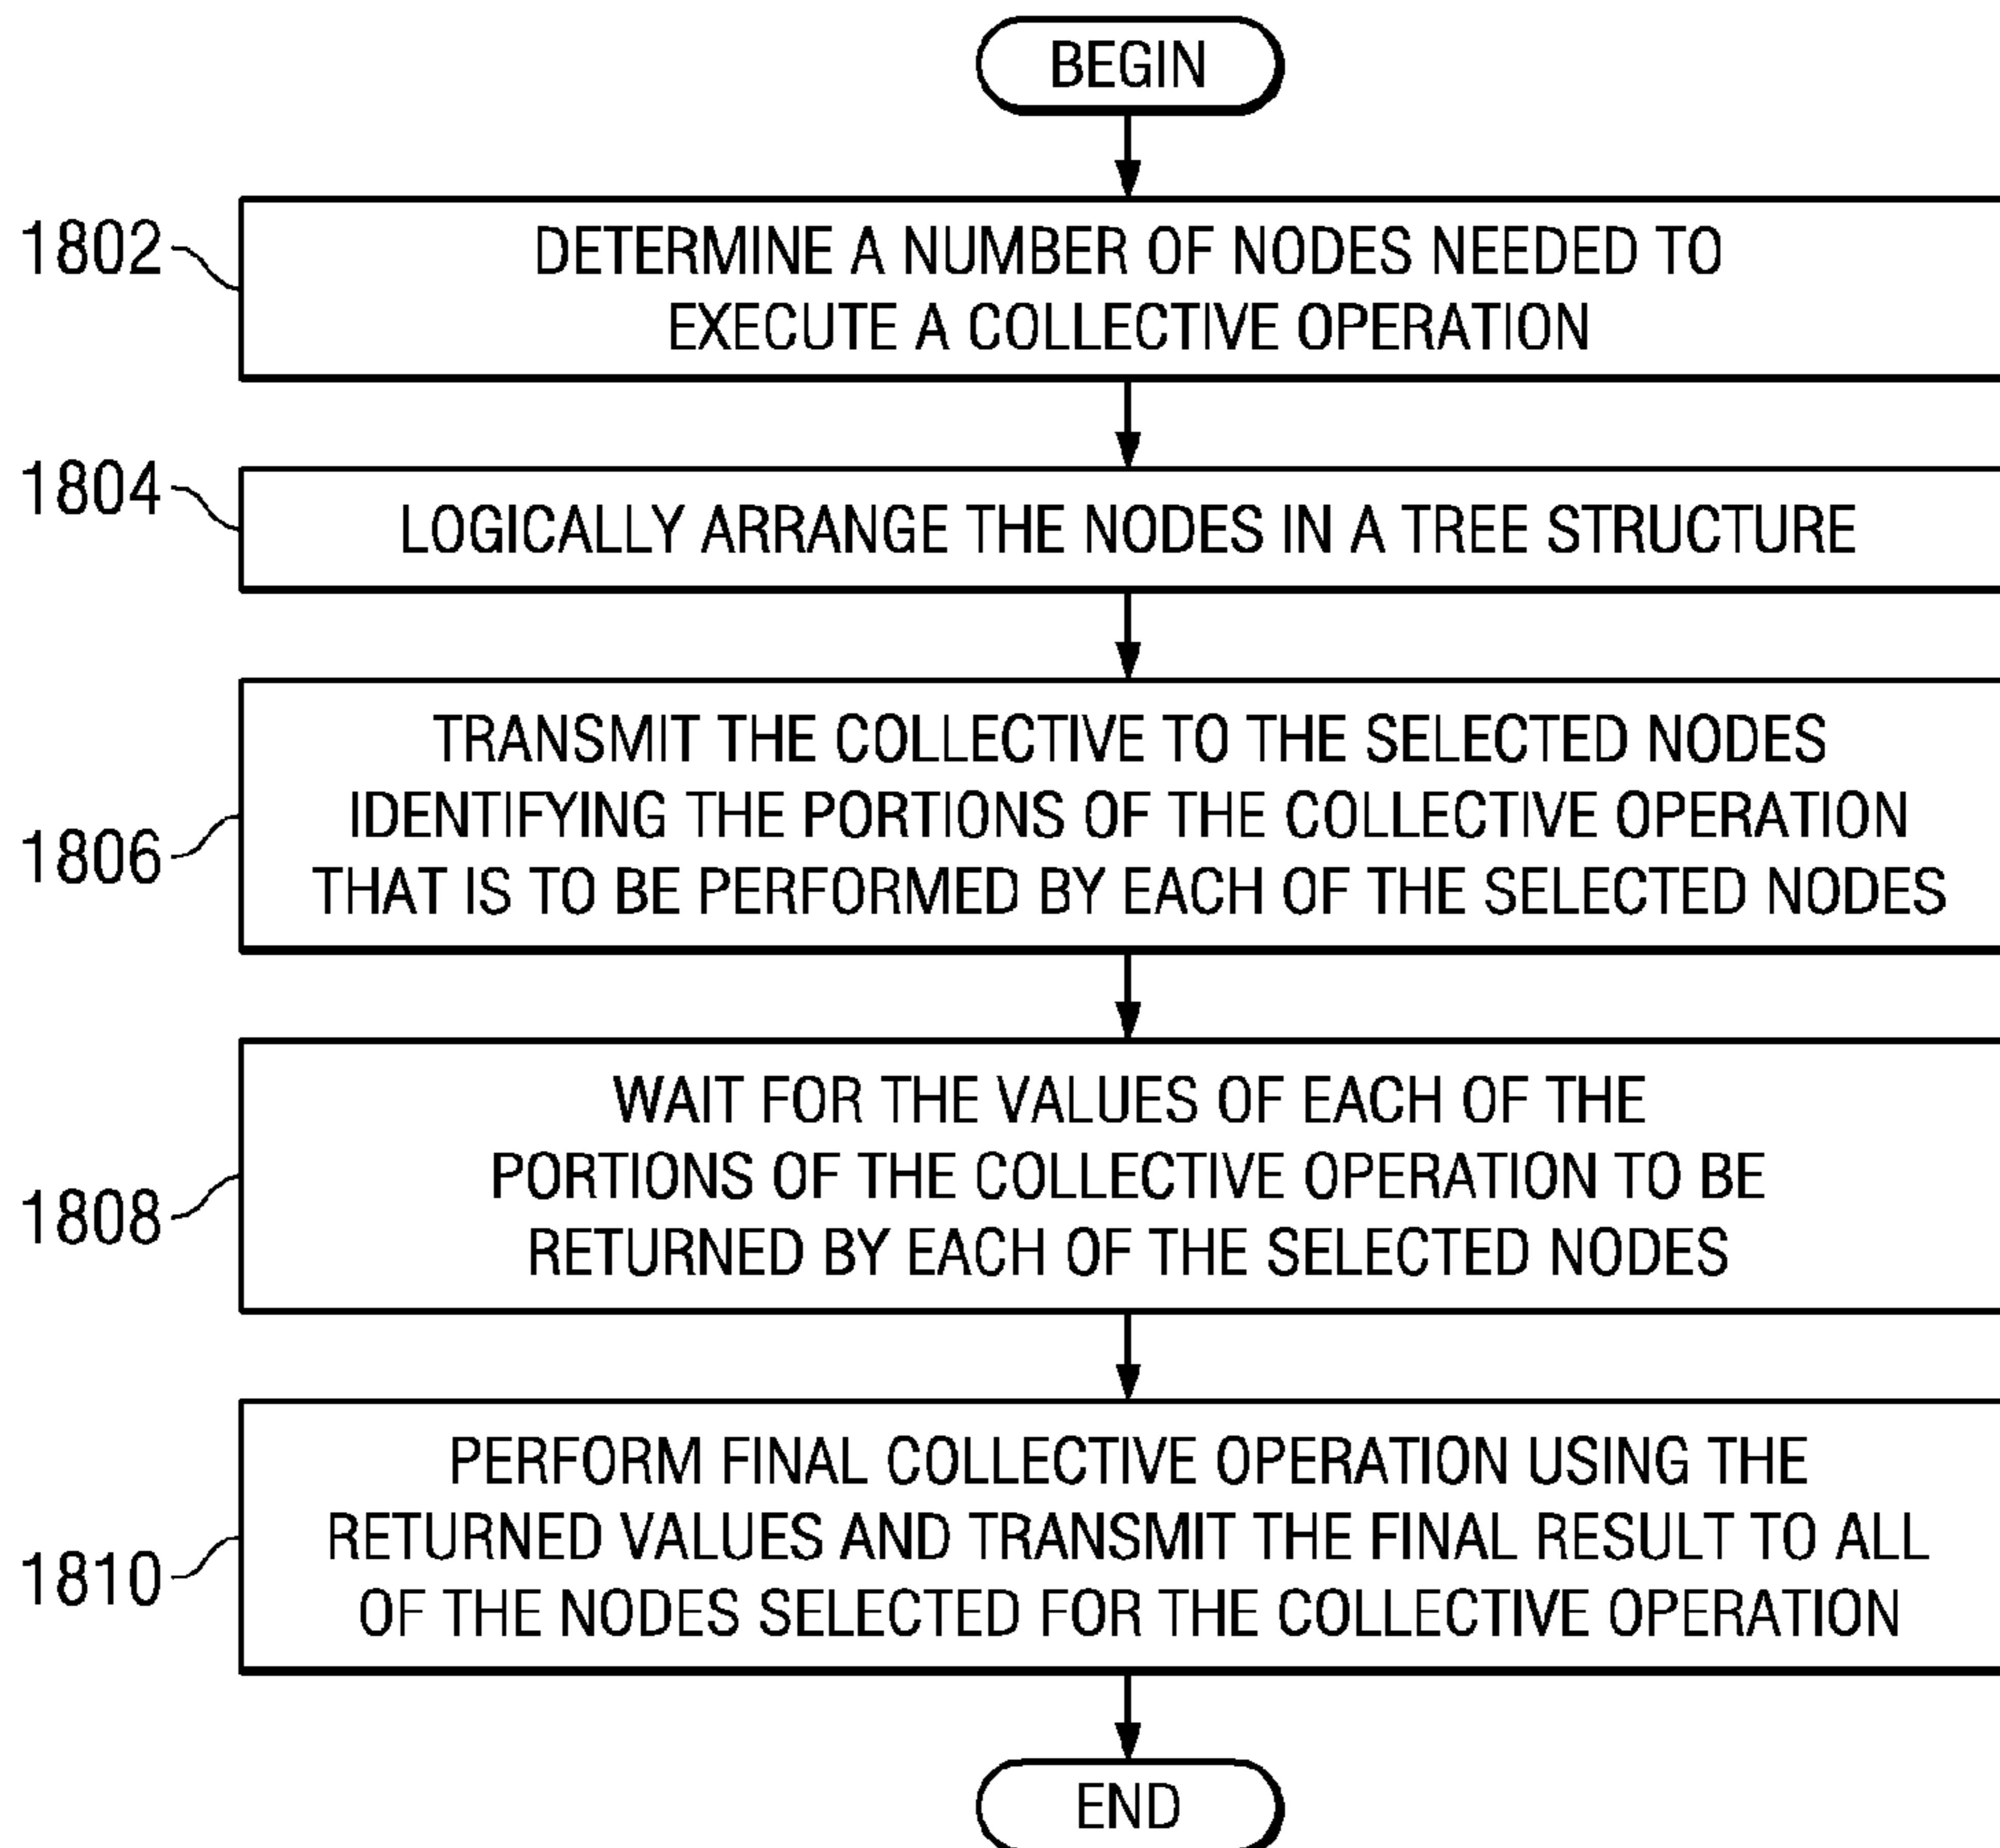 BEGIN
1802
DETERMINE A NUMBER OF NODES NEEDED TO
EXECUTE A COLLECTIVE OPERATION
1804
LOGICALLY ARRANGE THE NODES IN A TREE STRUCTURE
1806
TRANSMIT THE COLLECTIVE TO THE SELECTED NODES
IDENTIFYING THE PORTIONS OF THE COLLECTIVE OPERATION
THAT IS TO BE PERFORMED BY EACH OF THE SELECTED NODES
1808
WAIT FOR THE VALUES OF EACH OF THE
PORTIONS OF THE COLLECTIVE OPERATION TO BE
RETURNED BY EACH OF THE SELECTED NODES
1810
PERFORM FINAL COLLECTIVE OPERATION USING THE
RETURNED VALUES AND TRANSMIT THE FINAL RESULT TO ALL
OF THE NODES SELECTED FOR THE COLLECTIVE OPERATION
END